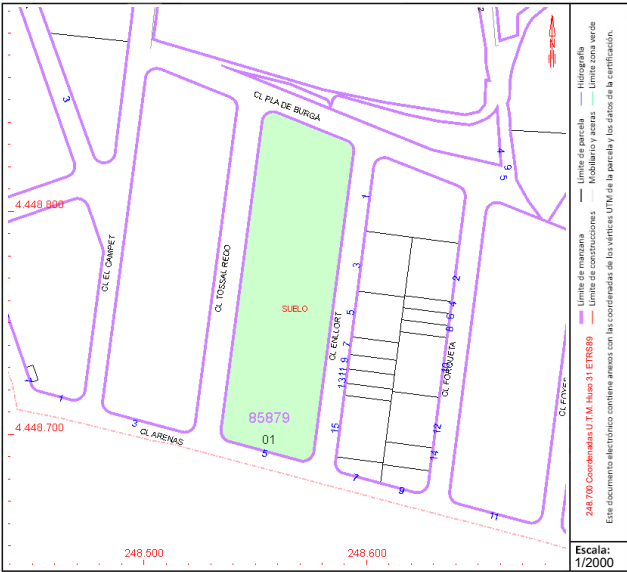 3
2
CL PLA DE BURGA
4
6
5
4.448.800
1
CL EL CAMPET
CL TOSSAL REDO
3
2
SUELO
5
4
6
8
CL ENLLORT
7
9
11
13
CL FORQUETA
10
CL FOVES
1
3
CL ARENAS
85879
01
5
15
12
14
4.448.700
7
9
11
248.500
248.600
Límite de manzana
Límite de parcela
Hidrografía
Límite de construcciones
Mobiliario y aceras
Límite zona verde
248.700 Coordenadas U.T.M. Huso 31 ETRS89
Este documento electrónico contiene anexos con las coordenadas de los vértices UTM de la parcela y los datos de la certificación.
Escala:
1/2000